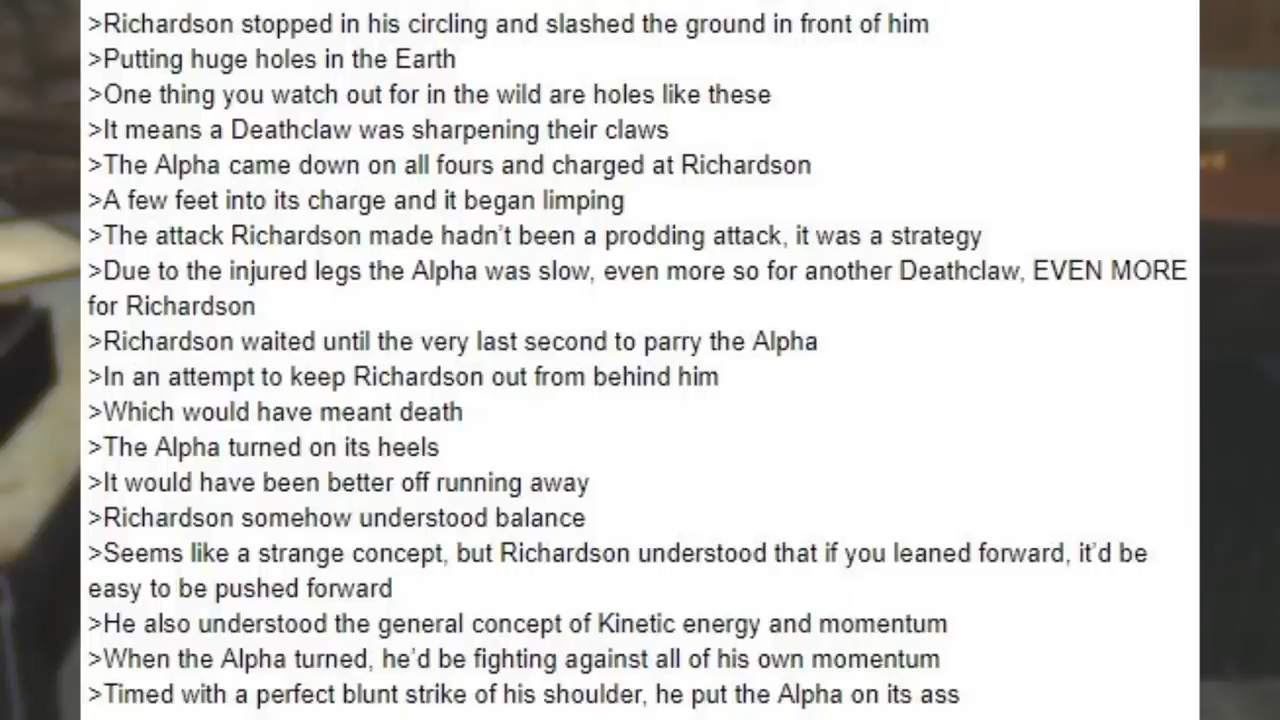 >Richardson stopped in his circling and slashed the ground in front of him
>Putting huge holes in the Earth
>One thing you watch out for in the wild are holes like these
>It means a Deathclaw was sharpening their claws
>The Alpha came down on all fours and charged at Richardson
>A few feet into its charge and it began limping
>The attack Richardson made hadn't been a prodding attack, it was a strategy
>Due to the injured legs the Alpha was slow, even more so for another Deathclaw, EVEN MORE
for Richardson
>Richardson waited until the very last second to parry the Alpha
>In an attempt to keep Richardson out from behind him
>Which would have meant death
>The Alpha turned on its heels
>It would have been better off running away
>Richardson somehow understood balance
>Seems like a strange concept, but Richardson understood that if you leaned forward, it'd be
easy to be pushed forward
>He also understood the general concept of Kinetic energy and momentum
>When the Alpha turned, he'd be fighting against all of his own momentum
>Timed with a perfect blunt strike of his shoulder, he put the Alpha on its ass